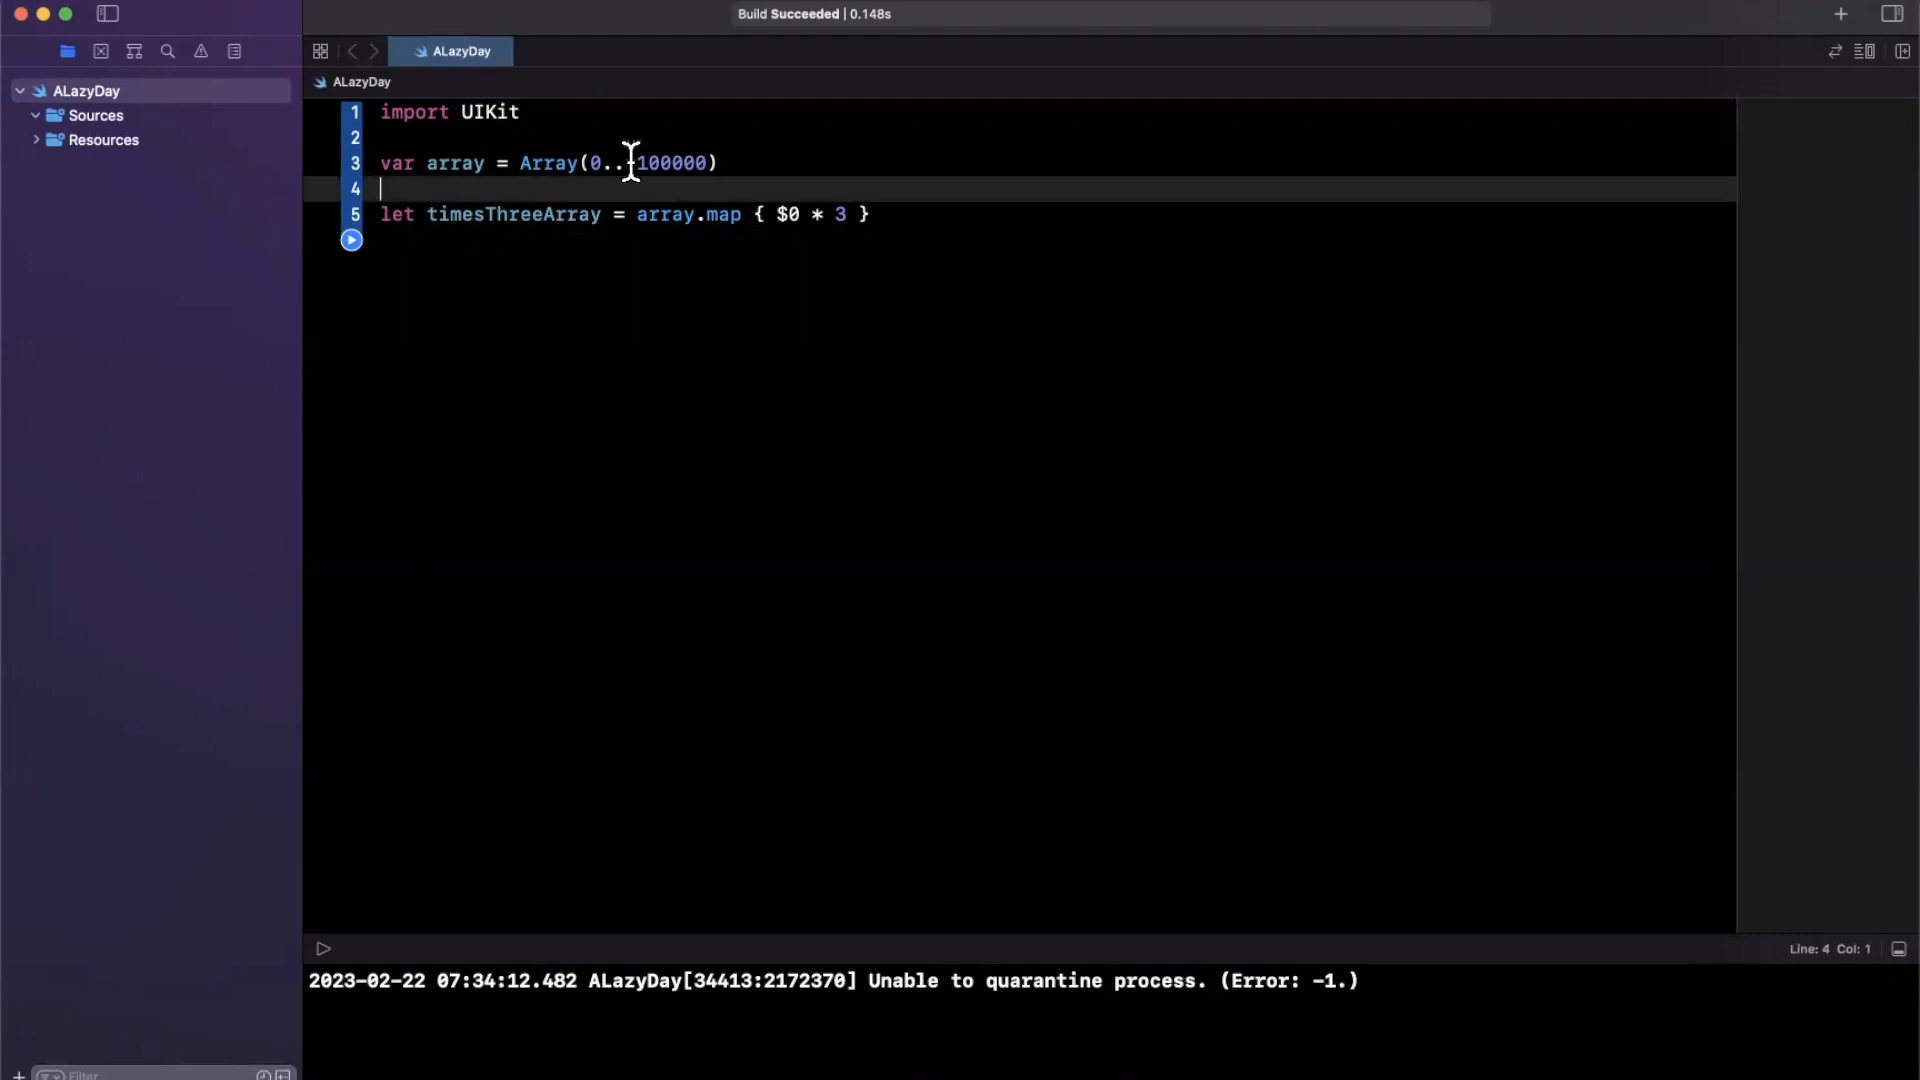 Build Succeeded | 0.148s
ALazyDay
ALazyDay
ALazyDay
Sources
Resources
1 import UIKit
2
3 var array = Array(0.. 100000)
4
5 let timesThreeArray = array.map { $0 * 3 }
Line: 4 Col: 1
2023-02-22 07:34:12.482 ALazyDay[34413:2172370] Unable to quarantine process. (Error: -1.)
Filter